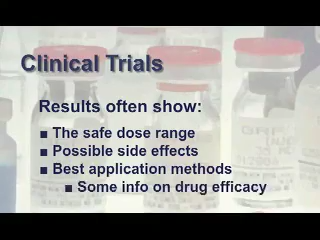 Clinical Trials
Results often show:
■ The safe dose range
■ Possible side effects
■ Best application methods
■ Some info on drug efficacy